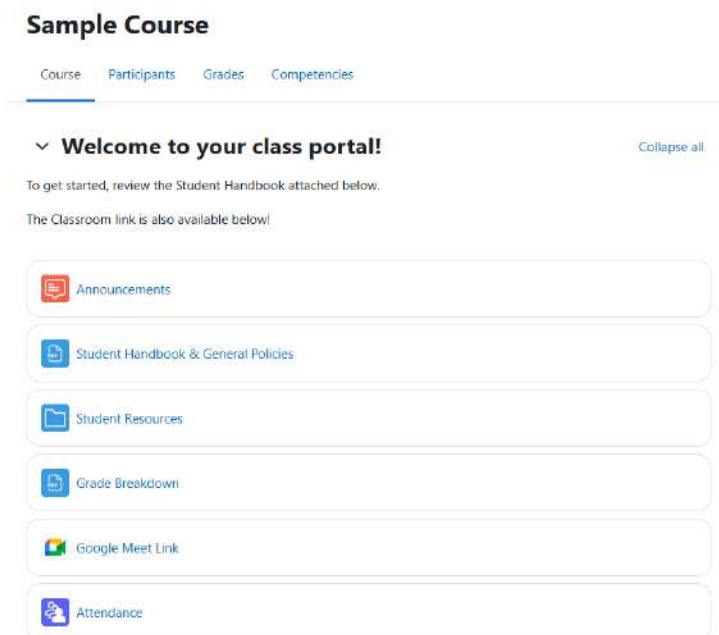 Sample Course
Course Participants Grades Competencies
Welcome to your class portal! Collapse all
To get started, review the Student Handbook attached below.
The Classroom link is also available below!
Announcements
Student Handbook & General Policies
Student Resources
Grade Breakdown
Google Meet Link
Attendance